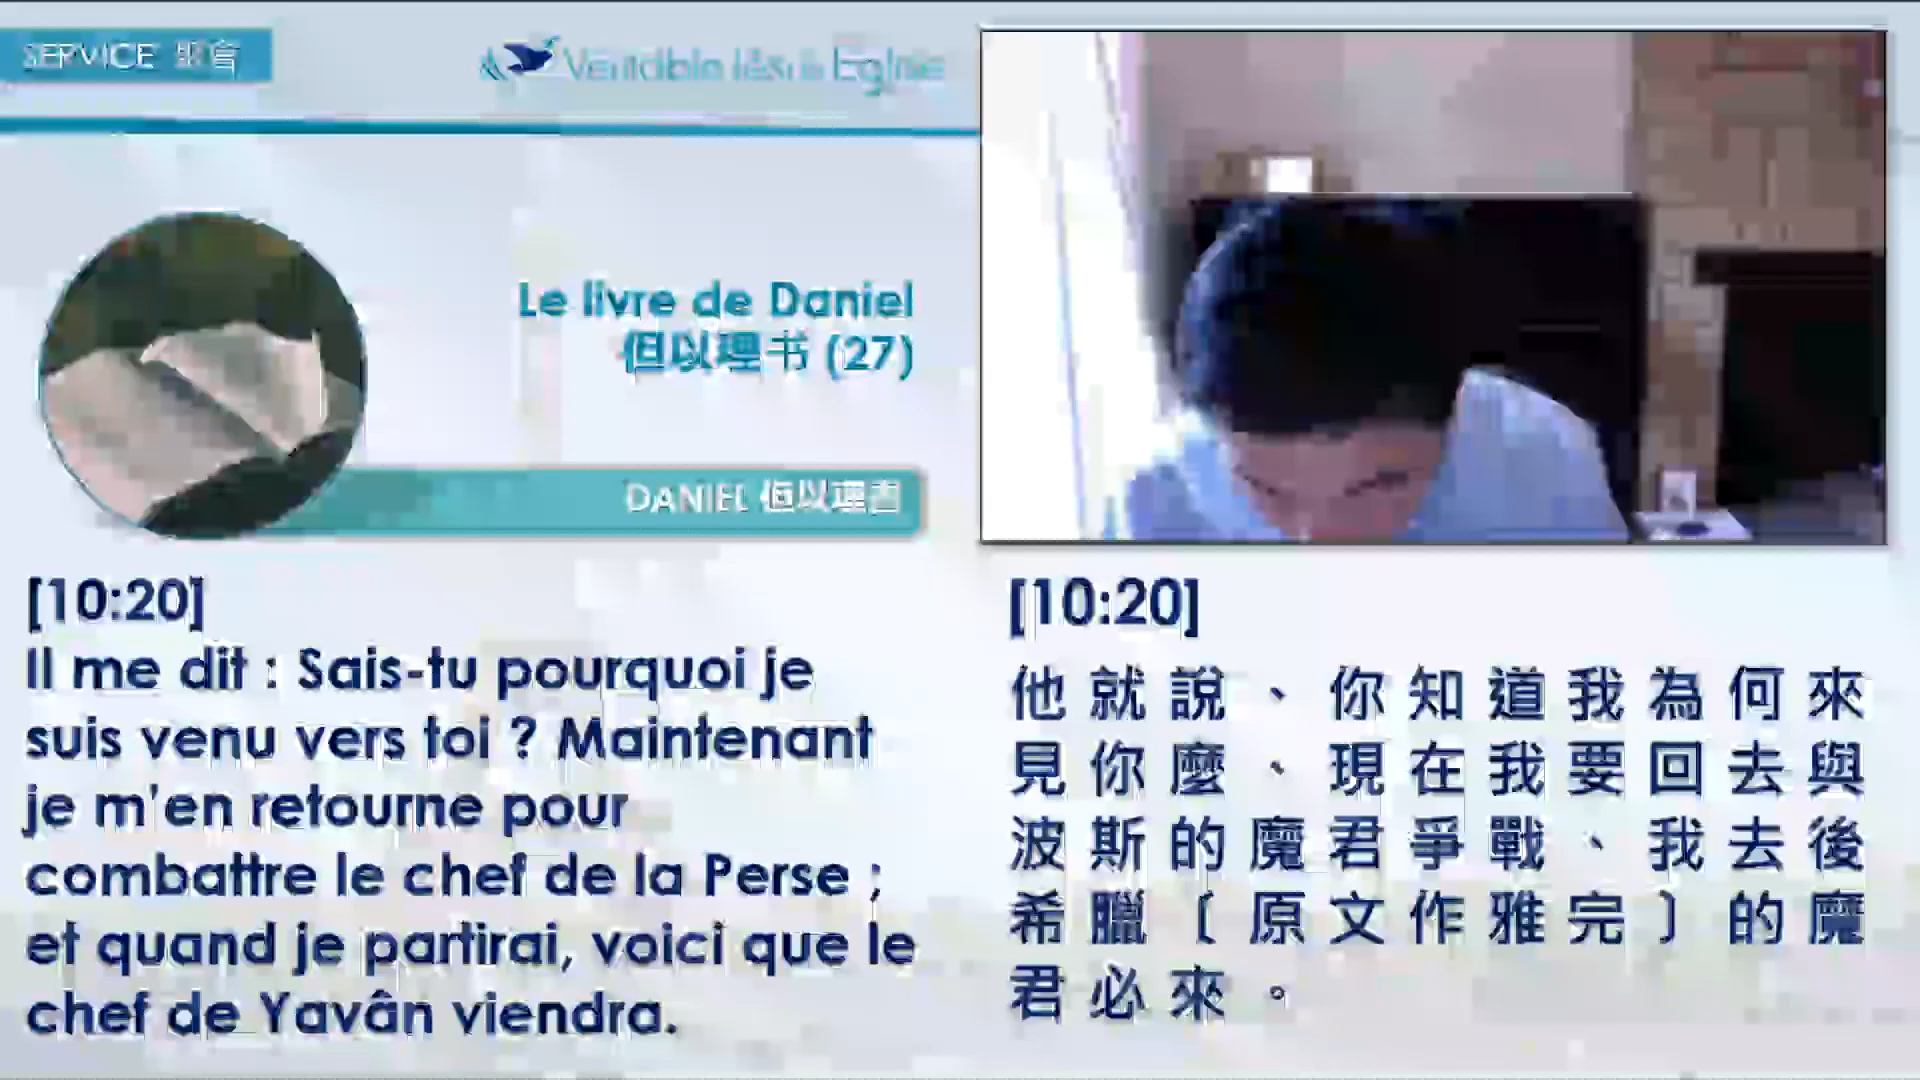 SERVICE 聚會
Le livre de Daniel
但以理书 (27)
DANIEL 但以理書
[10:20]
Il me dit : Sais-tu pourquoi je
suis venu vers toi ? Maintenant
je m'en retourne pour
combattre le chef de la Perse ;
et quand je partirai, voici que le
chef de Yavân viendra.
[10:20]
他就說、你知道我為何來
見你麼、現在我要回去與
波斯的魔君爭戰、我去後
希臘〔原文作雅完〕的魔
君必來。